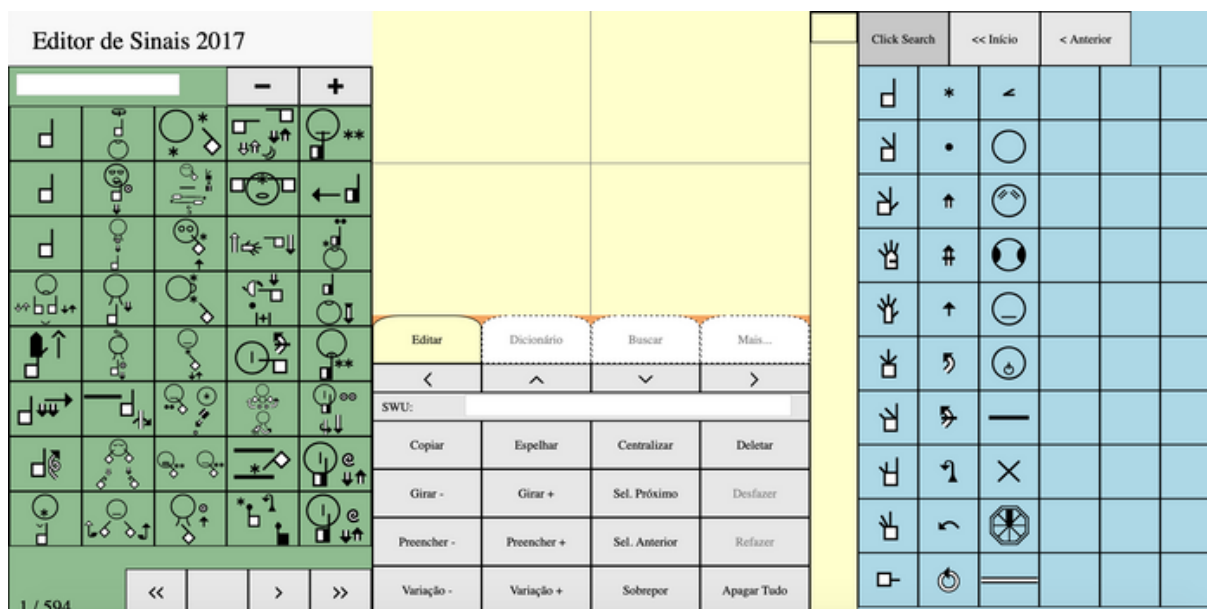 Editor de Sinais 2017
- +
1 / 594
<< < > >>
Editar Dicionário Buscar Mais...
SWU:
Copiar Espelhar Centralizar Deletar
Girar - Girar + Sel. Próximo Desfazer
Preencher - Preencher + Sel. Anterior Refazer
Variação - Variação + Sobrepor Apagar Tudo
Click Search << Início < Anterior